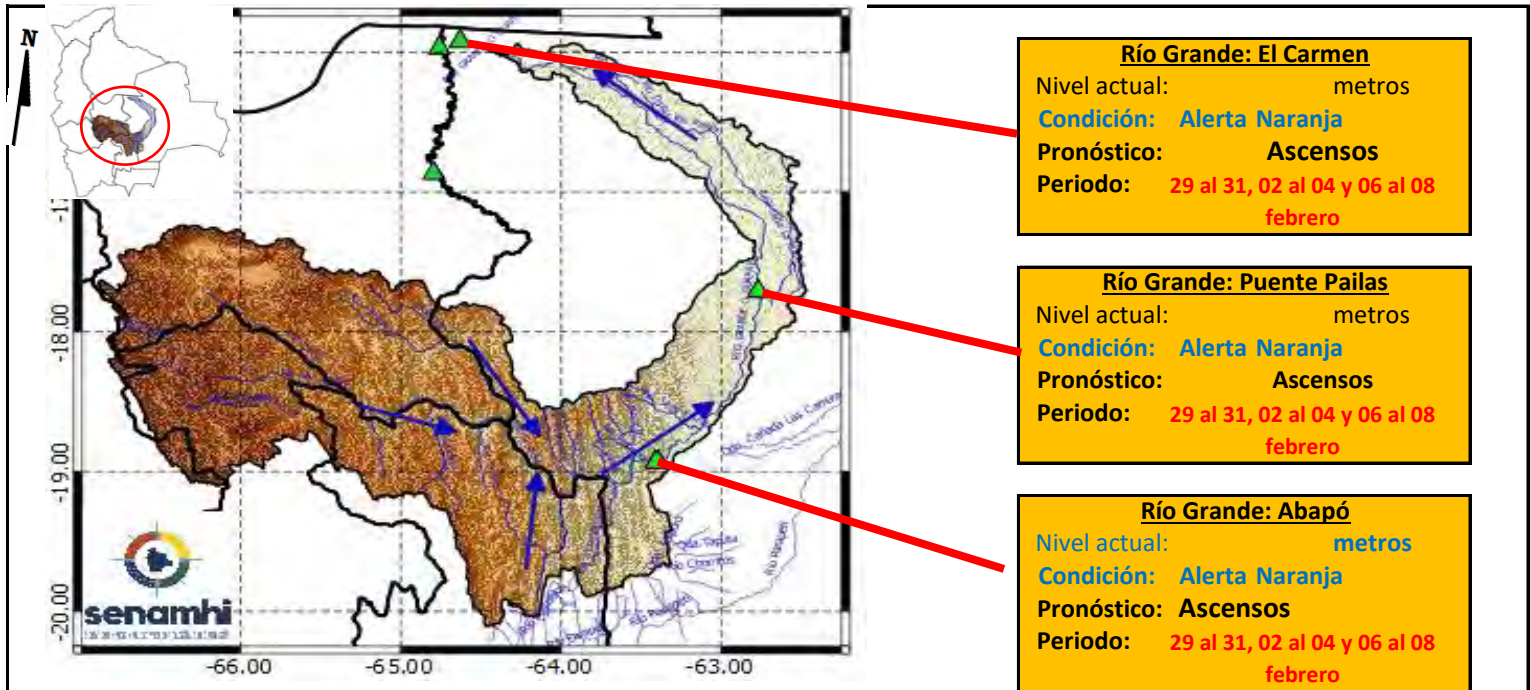 N
Río Grande: El Carmen
Nivel actual: metros
Condición: Alerta Naranja
Pronóstico: Ascensos
Periodo: 29 al 31, 02 al 04 y 06 al 08
febrero
Río Grande: Puente Pailas
Nivel actual: metros
Condición: Alerta Naranja
Pronóstico: Ascensos
Periodo: 29 al 31, 02 al 04 y 06 al 08
febrero
Río Grande: Abapó
Nivel actual: metros
Condición: Alerta Naranja
Pronóstico: Ascensos
Periodo: 29 al 31, 02 al 04 y 06 al 08
febrero
-18.00
-19.00
-20.00
-66.00
-65.00
-64.00
-63.00
senamhi